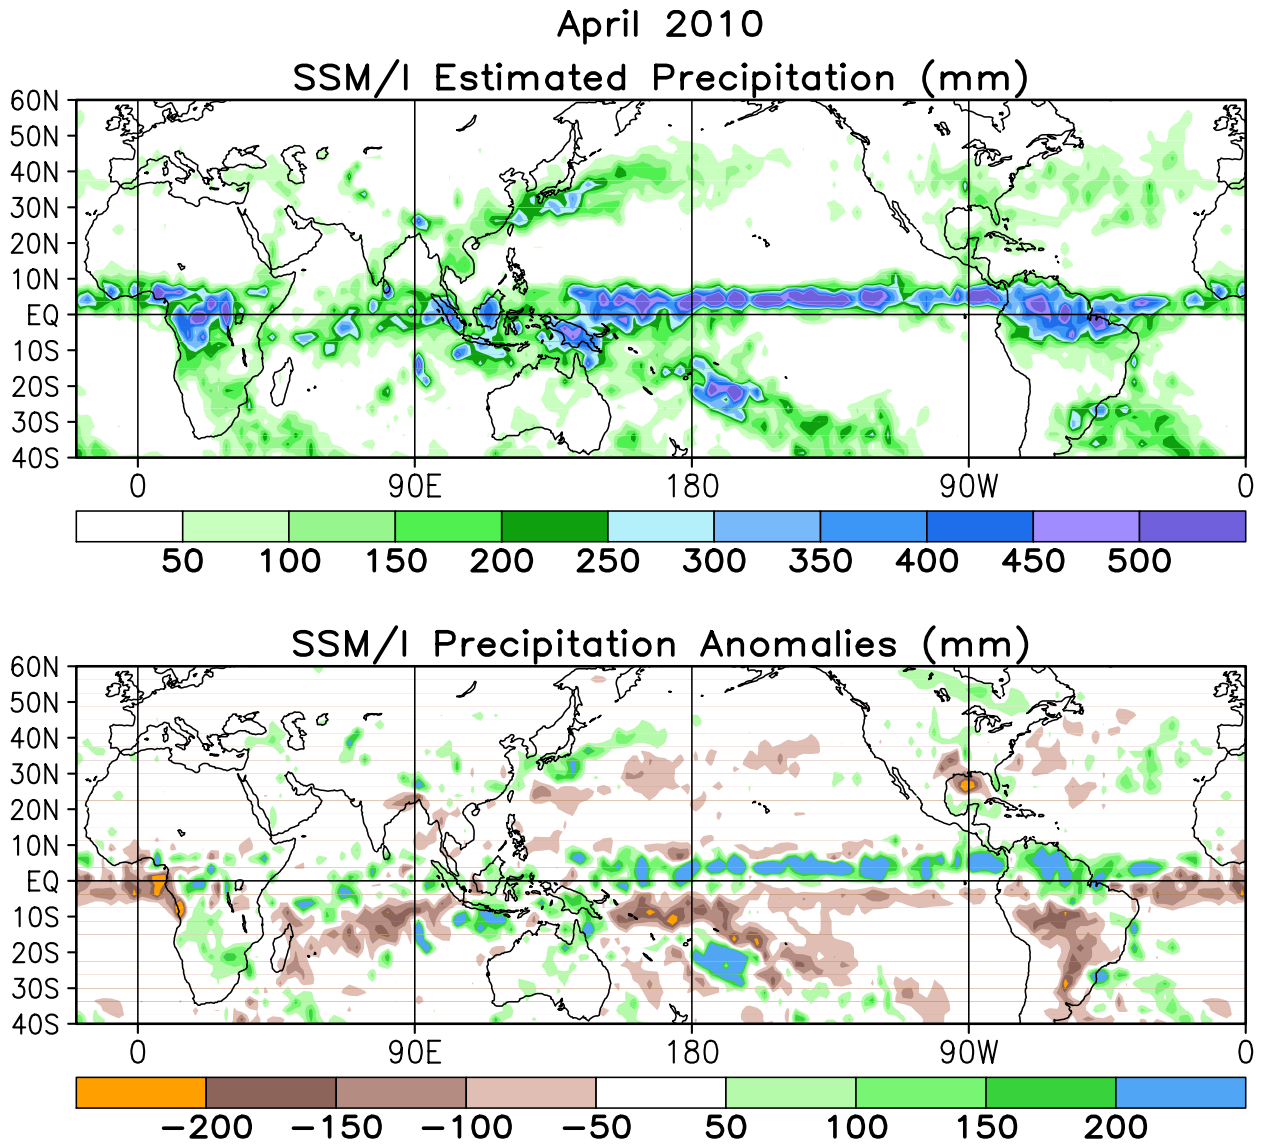 April 2010
SSM/I Estimated Precipitation (mm)
60N
50N
40N
30N
20N
10N
EQ
10S
20S
30S
40S
0 90E 180 90W 0
50 100 150 200 250 300 350 400 450 500
SSM/I Precipitation Anomalies (mm)
60N
50N
40N
30N
20N
10N
EQ
10S
20S
30S
40S
0 90E 180 90W 0
-200 -150 -100 -50 50 100 150 200